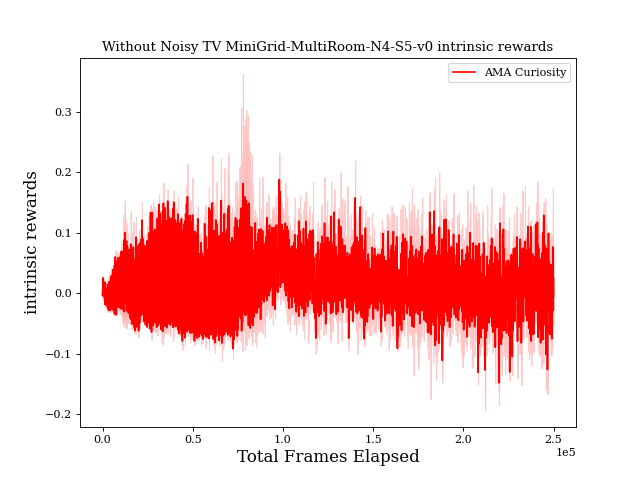 Without Noisy TV MiniGrid-MultiRoom-N4-S5-v0 intrinsic rewards
AMA Curiosity
intrinsic rewards
0.3
0.2
0.1
0.0
−0.1
−0.2
0.0 0.5 1.0 1.5 2.0 2.5
1e5
Total Frames Elapsed